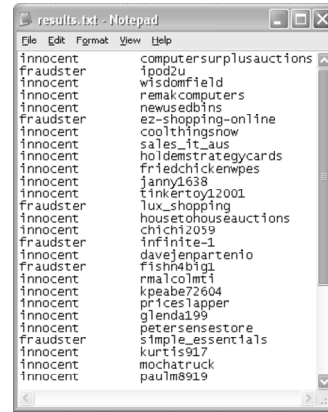 results.txt - Notepad
File Edit Format View Help
innocent computersurplusauctions
fraudster ipod2u
innocent wisdomfield
innocent remakcomputers
innocent newusedbins
fraudster ez-shopping-online
innocent coolthingsnow
innocent sales_it_aus
innocent holdemstrategycards
innocent friedchickenwpes
innocent janny1638
innocent tinkertoy12001
fraudster lux_shopping
innocent housetohouseauctions
innocent chichi2059
fraudster infinite-1
innocent davejenpartenio
fraudster fishn4big1
innocent rmalcolmti
innocent kpeabe72604
innocent priceslapper
innocent glenda199
innocent petersensestore
fraudster simple_essentials
innocent kurtis917
innocent mochatruck
innocent paulm8919